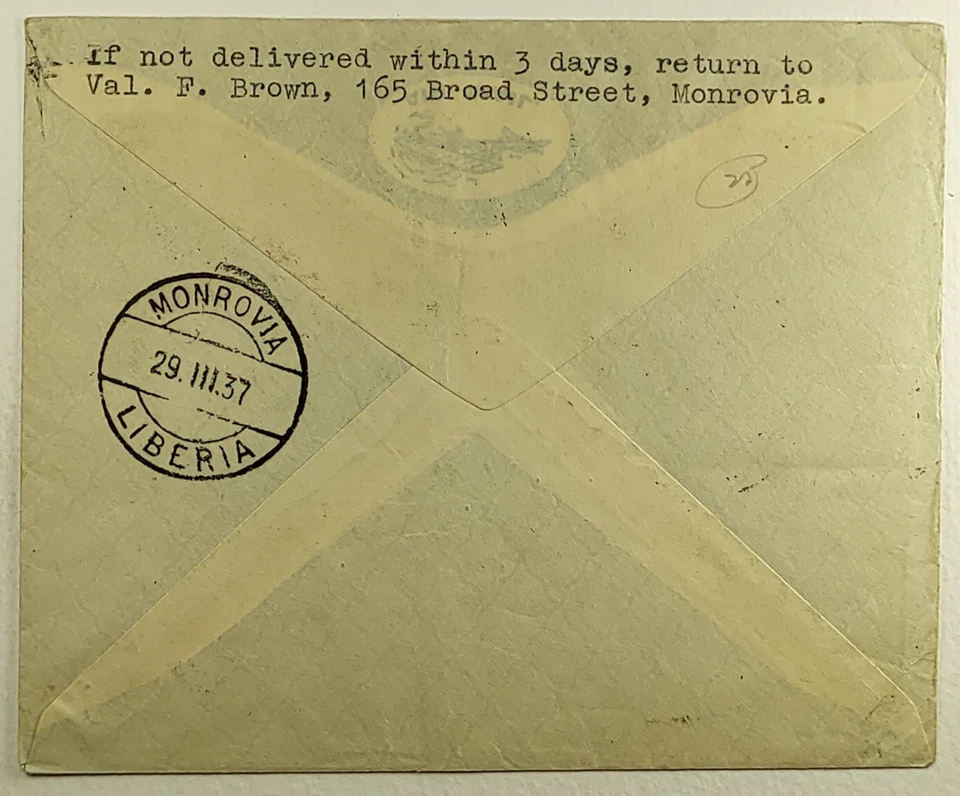 If not delivered within 3 days, return to
Val. F. Brown, 165 Broad Street, Monrovia.
MONROVIA
29.III.37
LIBERIA